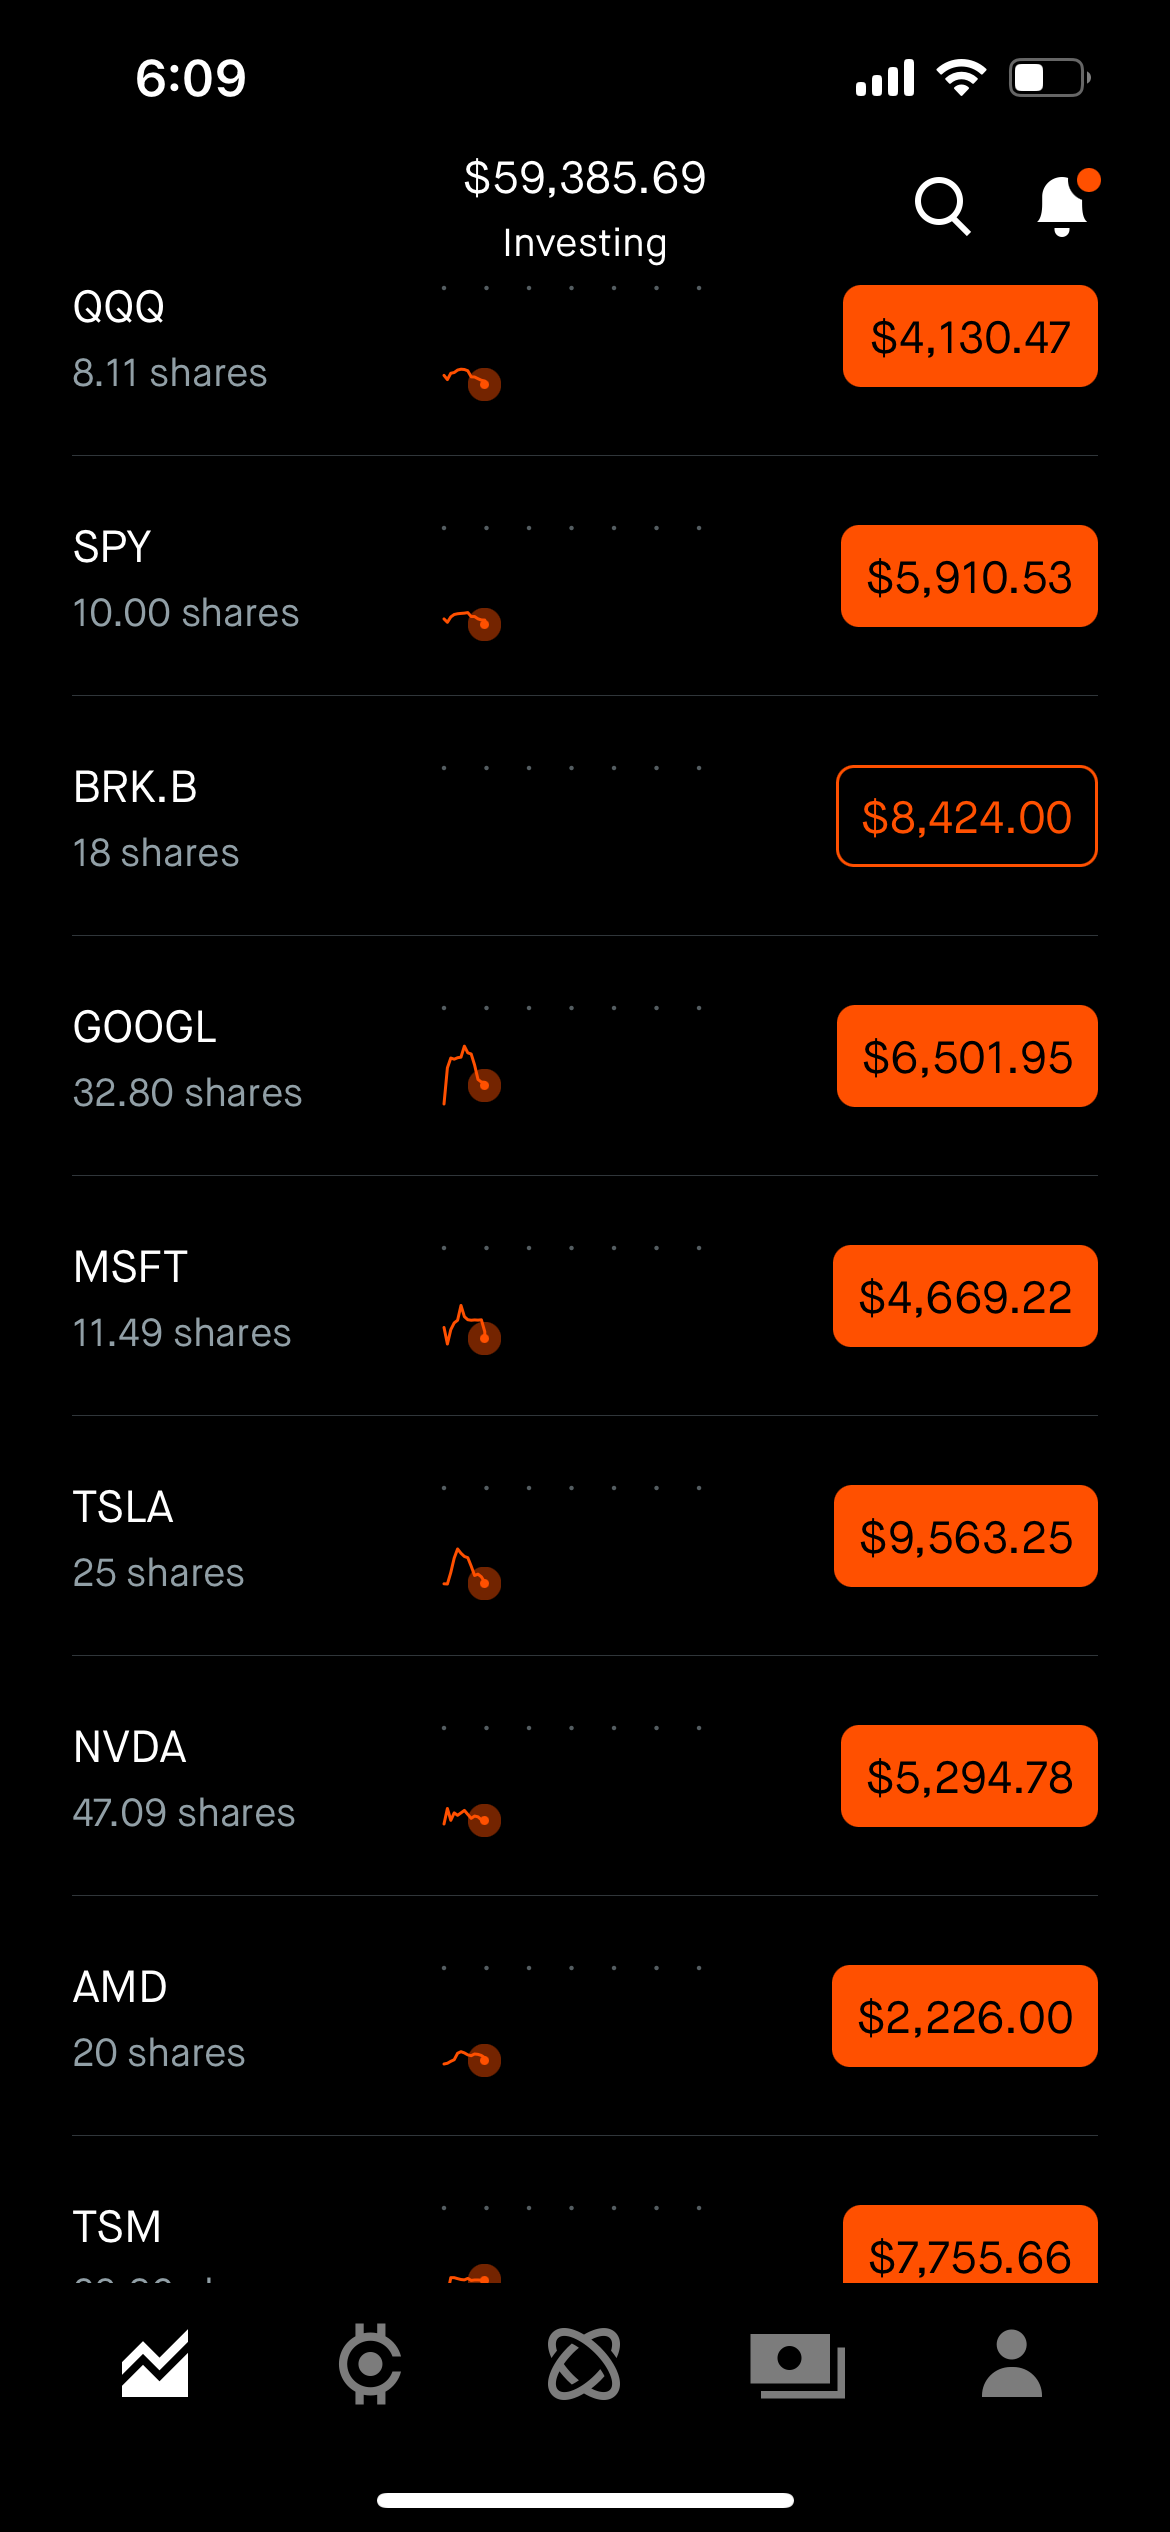 6:09
$59,385.69
Investing
QQQ
8.11 shares
$4,130.47
SPY
10.00 shares
$5,910.53
BRK.B
18 shares
$8,424.00
GOOGL
32.80 shares
$6,501.95
MSFT
11.49 shares
$4,669.22
TSLA
25 shares
$9,563.25
NVDA
47.09 shares
$5,294.78
AMD
20 shares
$2,226.00
TSM
$7,755.66